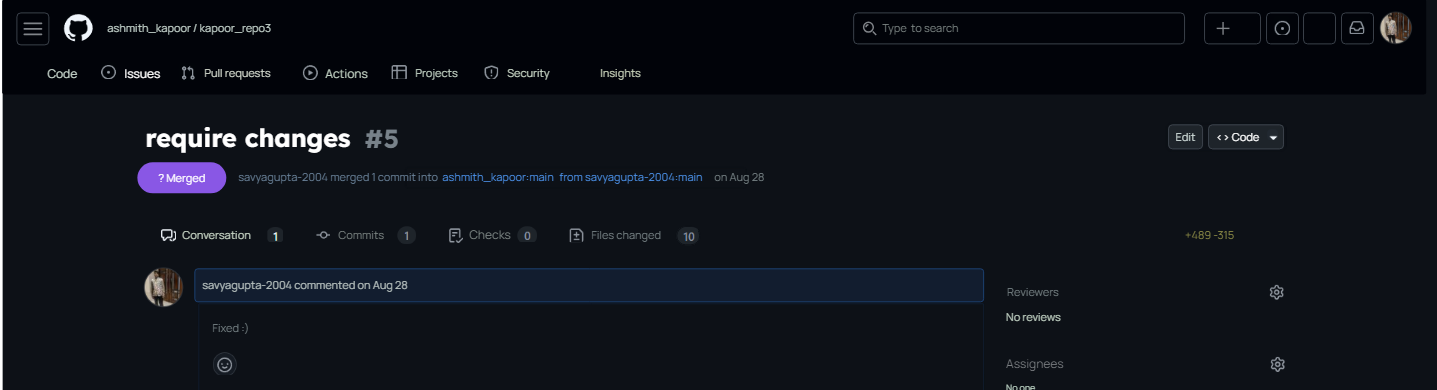 ashmith_kapoor / kapoor_repo3
Type to search
Code Issues Pull requests Actions Projects Security Insights
require changes #5
Edit <> Code
? Merged savyagupta-2004 merged 1 commit into ashmith_kapoor:main from savyagupta-2004:main on Aug 28
Conversation 1 Commits 1 Checks 0 Files changed 10 +489 -315
savyagupta-2004 commented on Aug 28
Fixed :)
Reviewers
No reviews
Assignees
No one